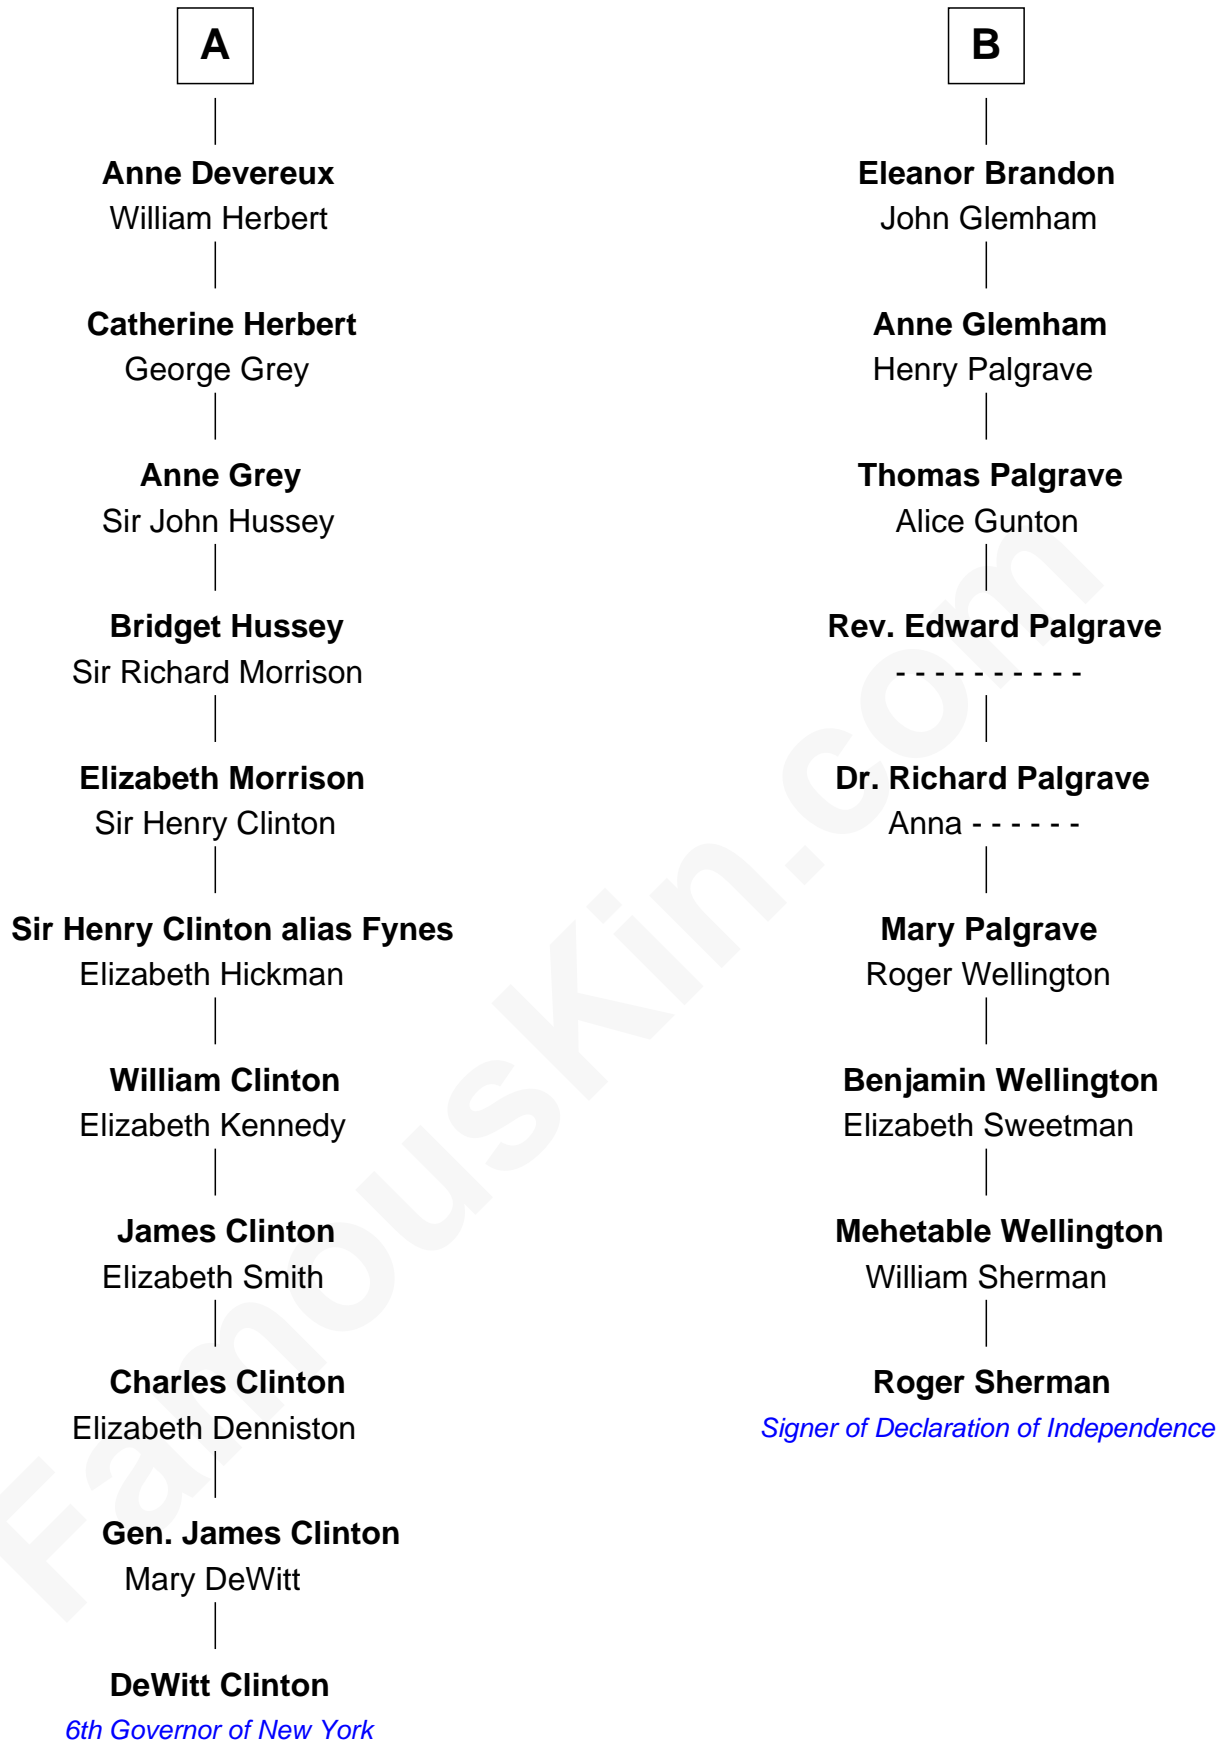 A
Anne Devereux
William Herbert
Catherine Herbert
George Grey
Anne Grey
Sir John Hussey
Bridget Hussey
Sir Richard Morrison
Elizabeth Morrison
Sir Henry Clinton
Sir Henry Clinton alias Fynes
Elizabeth Hickman
William Clinton
Elizabeth Kennedy
James Clinton
Elizabeth Smith
Charles Clinton
Elizabeth Denniston
Gen. James Clinton
Mary DeWitt
DeWitt Clinton
6th Governor of New York
B
Eleanor Brandon
John Glemham
Anne Glemham
Henry Palgrave
Thomas Palgrave
Alice Gunton
Rev. Edward Palgrave
- - - - - - - - - -
Dr. Richard Palgrave
Anna - - - - - -
Mary Palgrave
Roger Wellington
Benjamin Wellington
Elizabeth Sweetman
Mehetable Wellington
William Sherman
Roger Sherman
Signer of Declaration of Independence
FamousKin.com